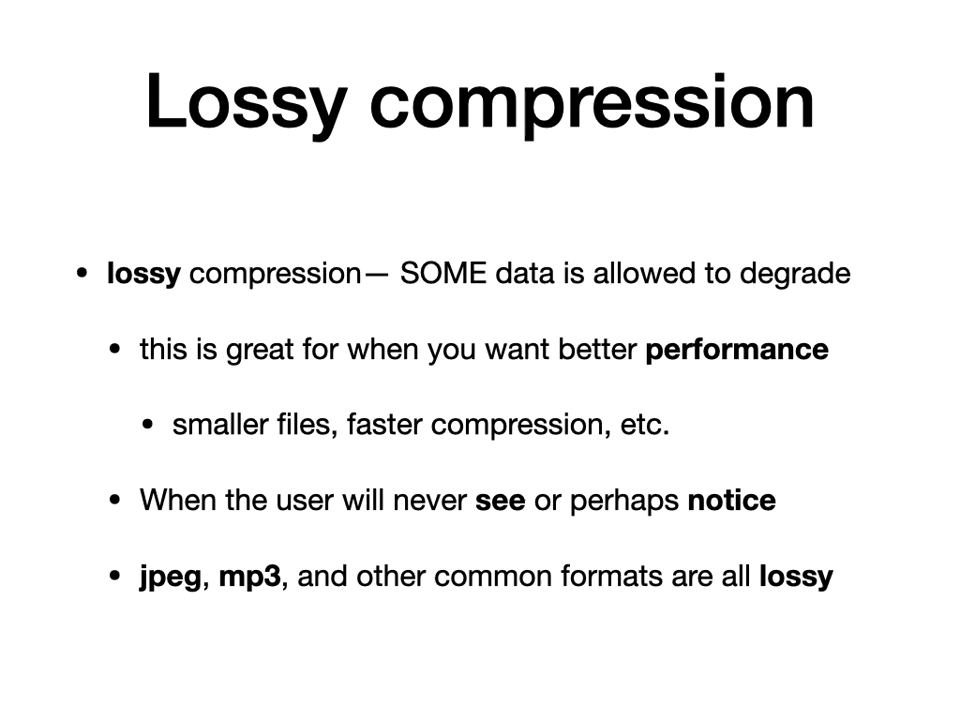 Lossy compression
• lossy compression— SOME data is allowed to degrade
• this is great for when you want better performance
• smaller files, faster compression, etc.
• When the user will never see or perhaps notice
• jpeg, mp3, and other common formats are all lossy